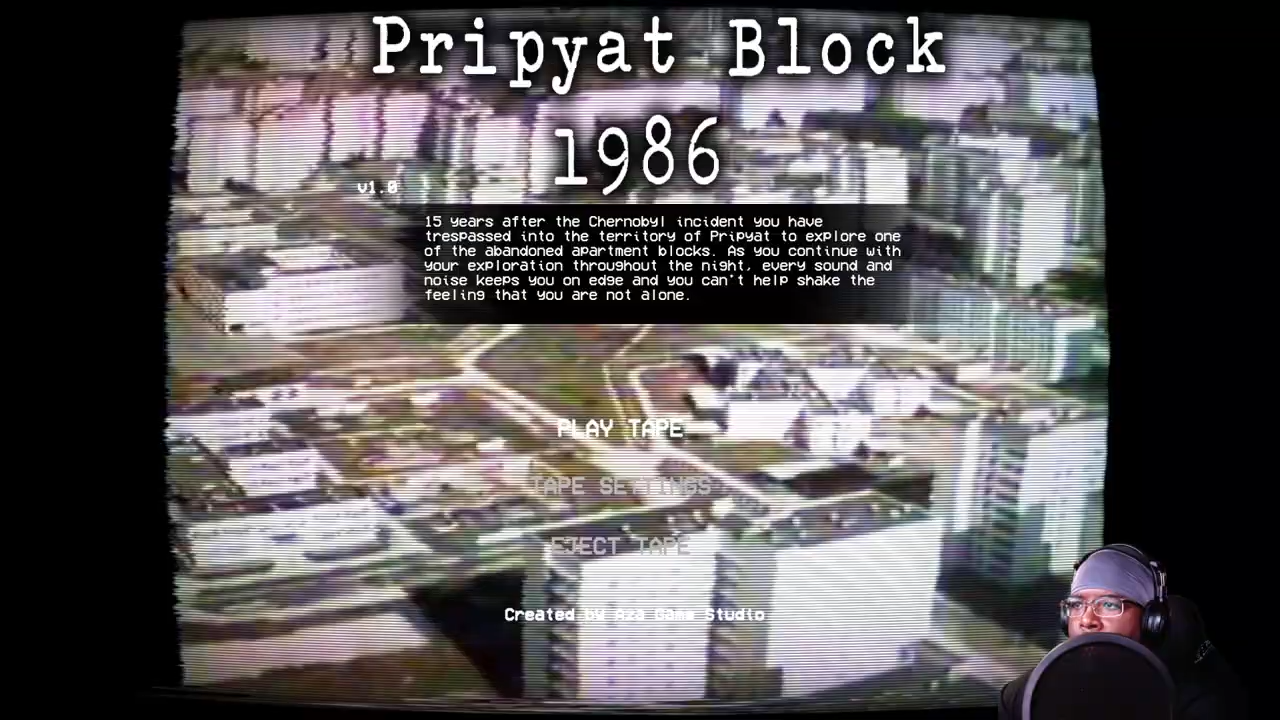 Pripyat Block
1986
v1.0
15 years after the Chernobyl incident you have
trespassed into the territory of Pripyat to explore one
of the abandoned apartment blocks. As you continue with
your exploration throughout the night, every sound and
noise keeps you on edge and you can't help shake the
feeling that you are not alone.
PLAY TAPE
TAPE SETTINGS
EJECT TAPE
Created by Aza Game Studio